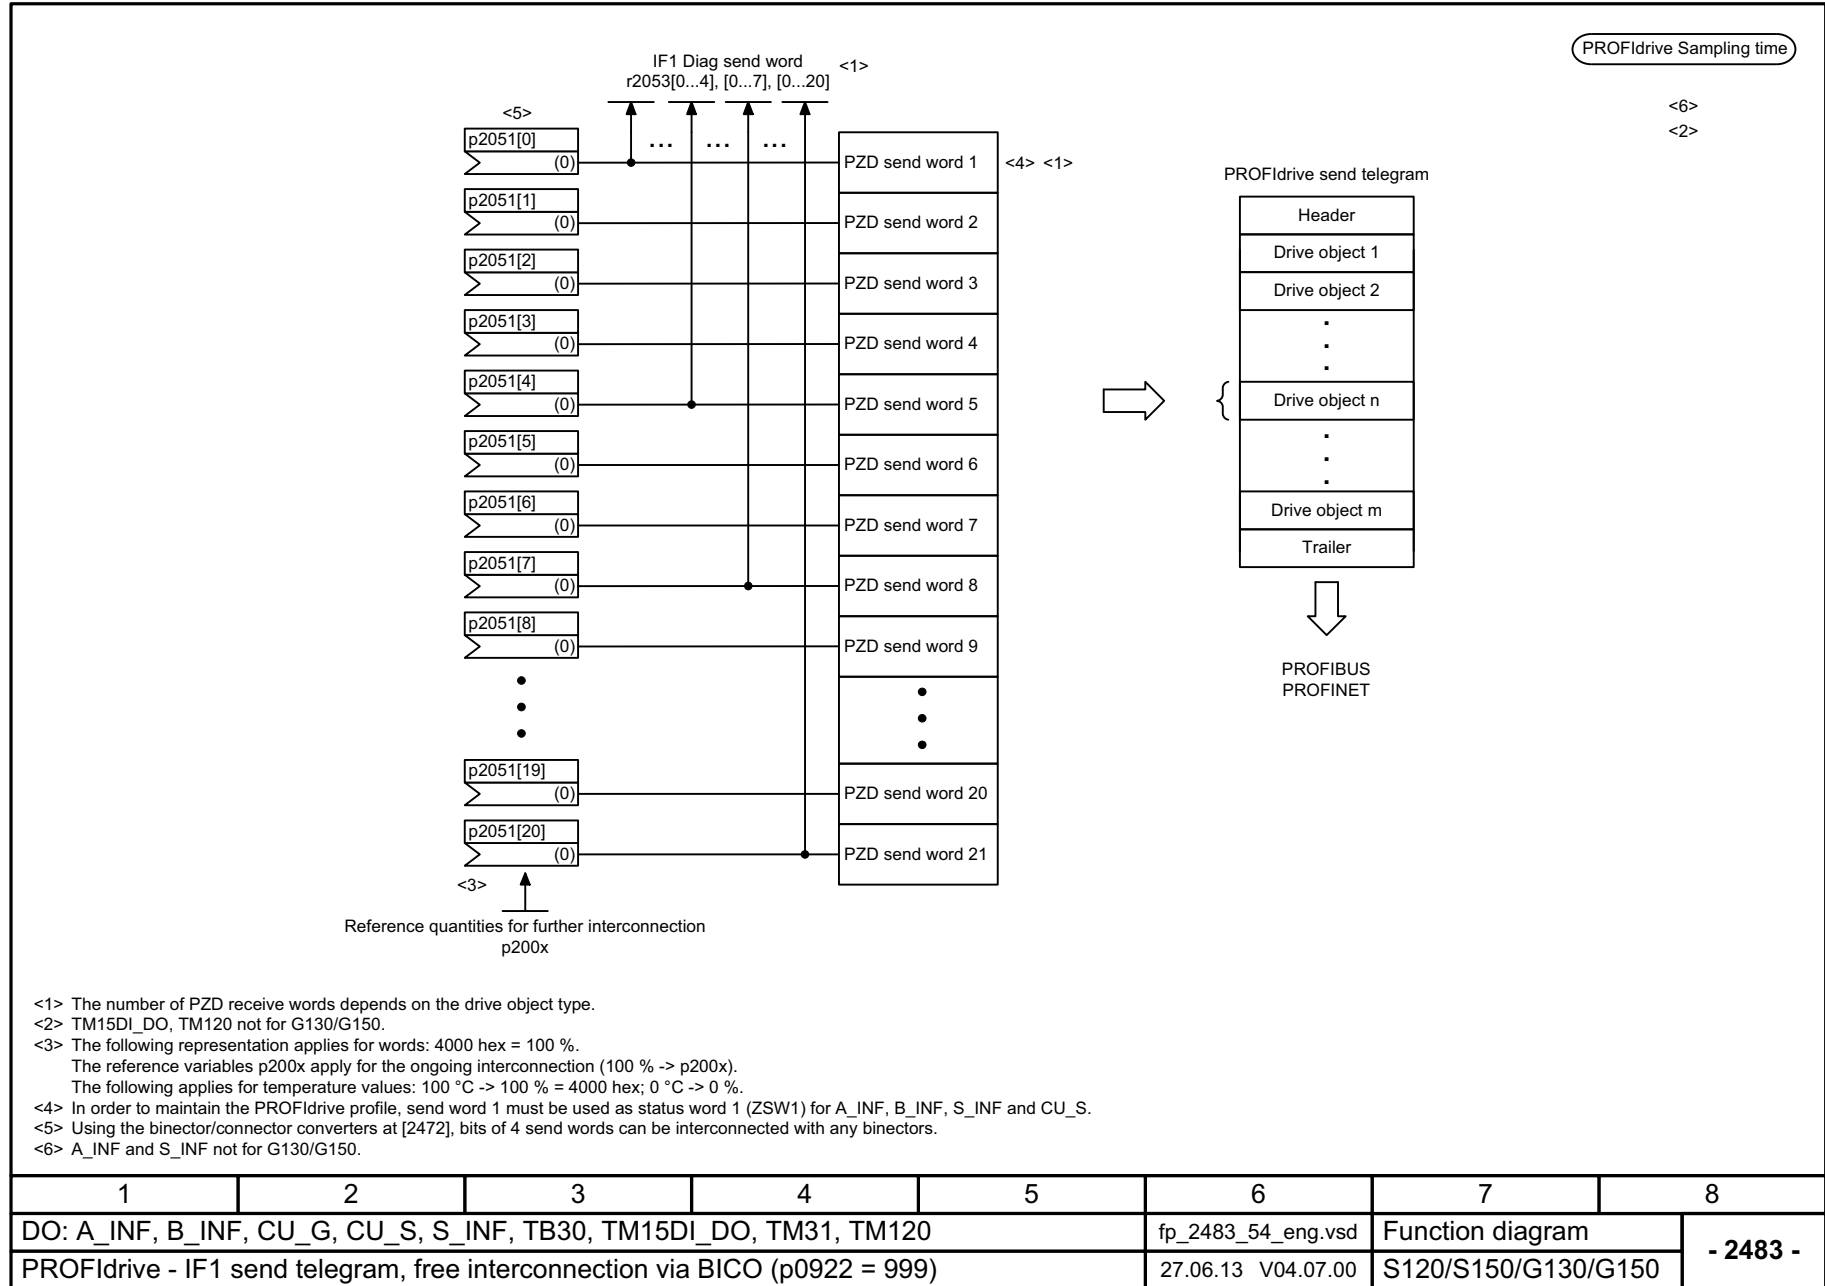 PROFIdrive Sampling time
IF1 Diag send word
r2053[0...4], [0...7], [0...20]
<1>
<6>
<2>
<5>
... ... ...
p2051[0]
(0)
PZD send word 1
<4> <1>
p2051[1]
(0)
PZD send word 2
p2051[2]
(0)
PZD send word 3
p2051[3]
(0)
PZD send word 4
p2051[4]
(0)
PZD send word 5
p2051[5]
(0)
PZD send word 6
p2051[6]
(0)
PZD send word 7
p2051[7]
(0)
PZD send word 8
p2051[8]
(0)
PZD send word 9
p2051[19]
(0)
PZD send word 20
p2051[20]
(0)
PZD send word 21
<3>
Reference quantities for further interconnection
p200x
PROFIdrive send telegram
Header
Drive object 1
Drive object 2
Drive object n
Drive object m
Trailer
PROFIBUS
PROFINET
<1> The number of PZD receive words depends on the drive object type.
<2> TM15DI_DO, TM120 not for G130/G150.
<3> The following representation applies for words: 4000 hex = 100 %.
The reference variables p200x apply for the ongoing interconnection (100 % -> p200x).
The following applies for temperature values: 100 °C -> 100 % = 4000 hex; 0 °C -> 0 %.
<4> In order to maintain the PROFIdrive profile, send word 1 must be used as status word 1 (ZSW1) for A_INF, B_INF, S_INF and CU_S.
<5> Using the binector/connector converters at [2472], bits of 4 send words can be interconnected with any binectors.
<6> A_INF and S_INF not for G130/G150.
1 2 3 4 5 6 7 8
DO: A_INF, B_INF, CU_G, CU_S, S_INF, TB30, TM15DI_DO, TM31, TM120
fp_2483_54_eng.vsd
Function diagram
- 2483 -
PROFIdrive - IF1 send telegram, free interconnection via BICO (p0922 = 999)
27.06.13 V04.07.00
S120/S150/G130/G150